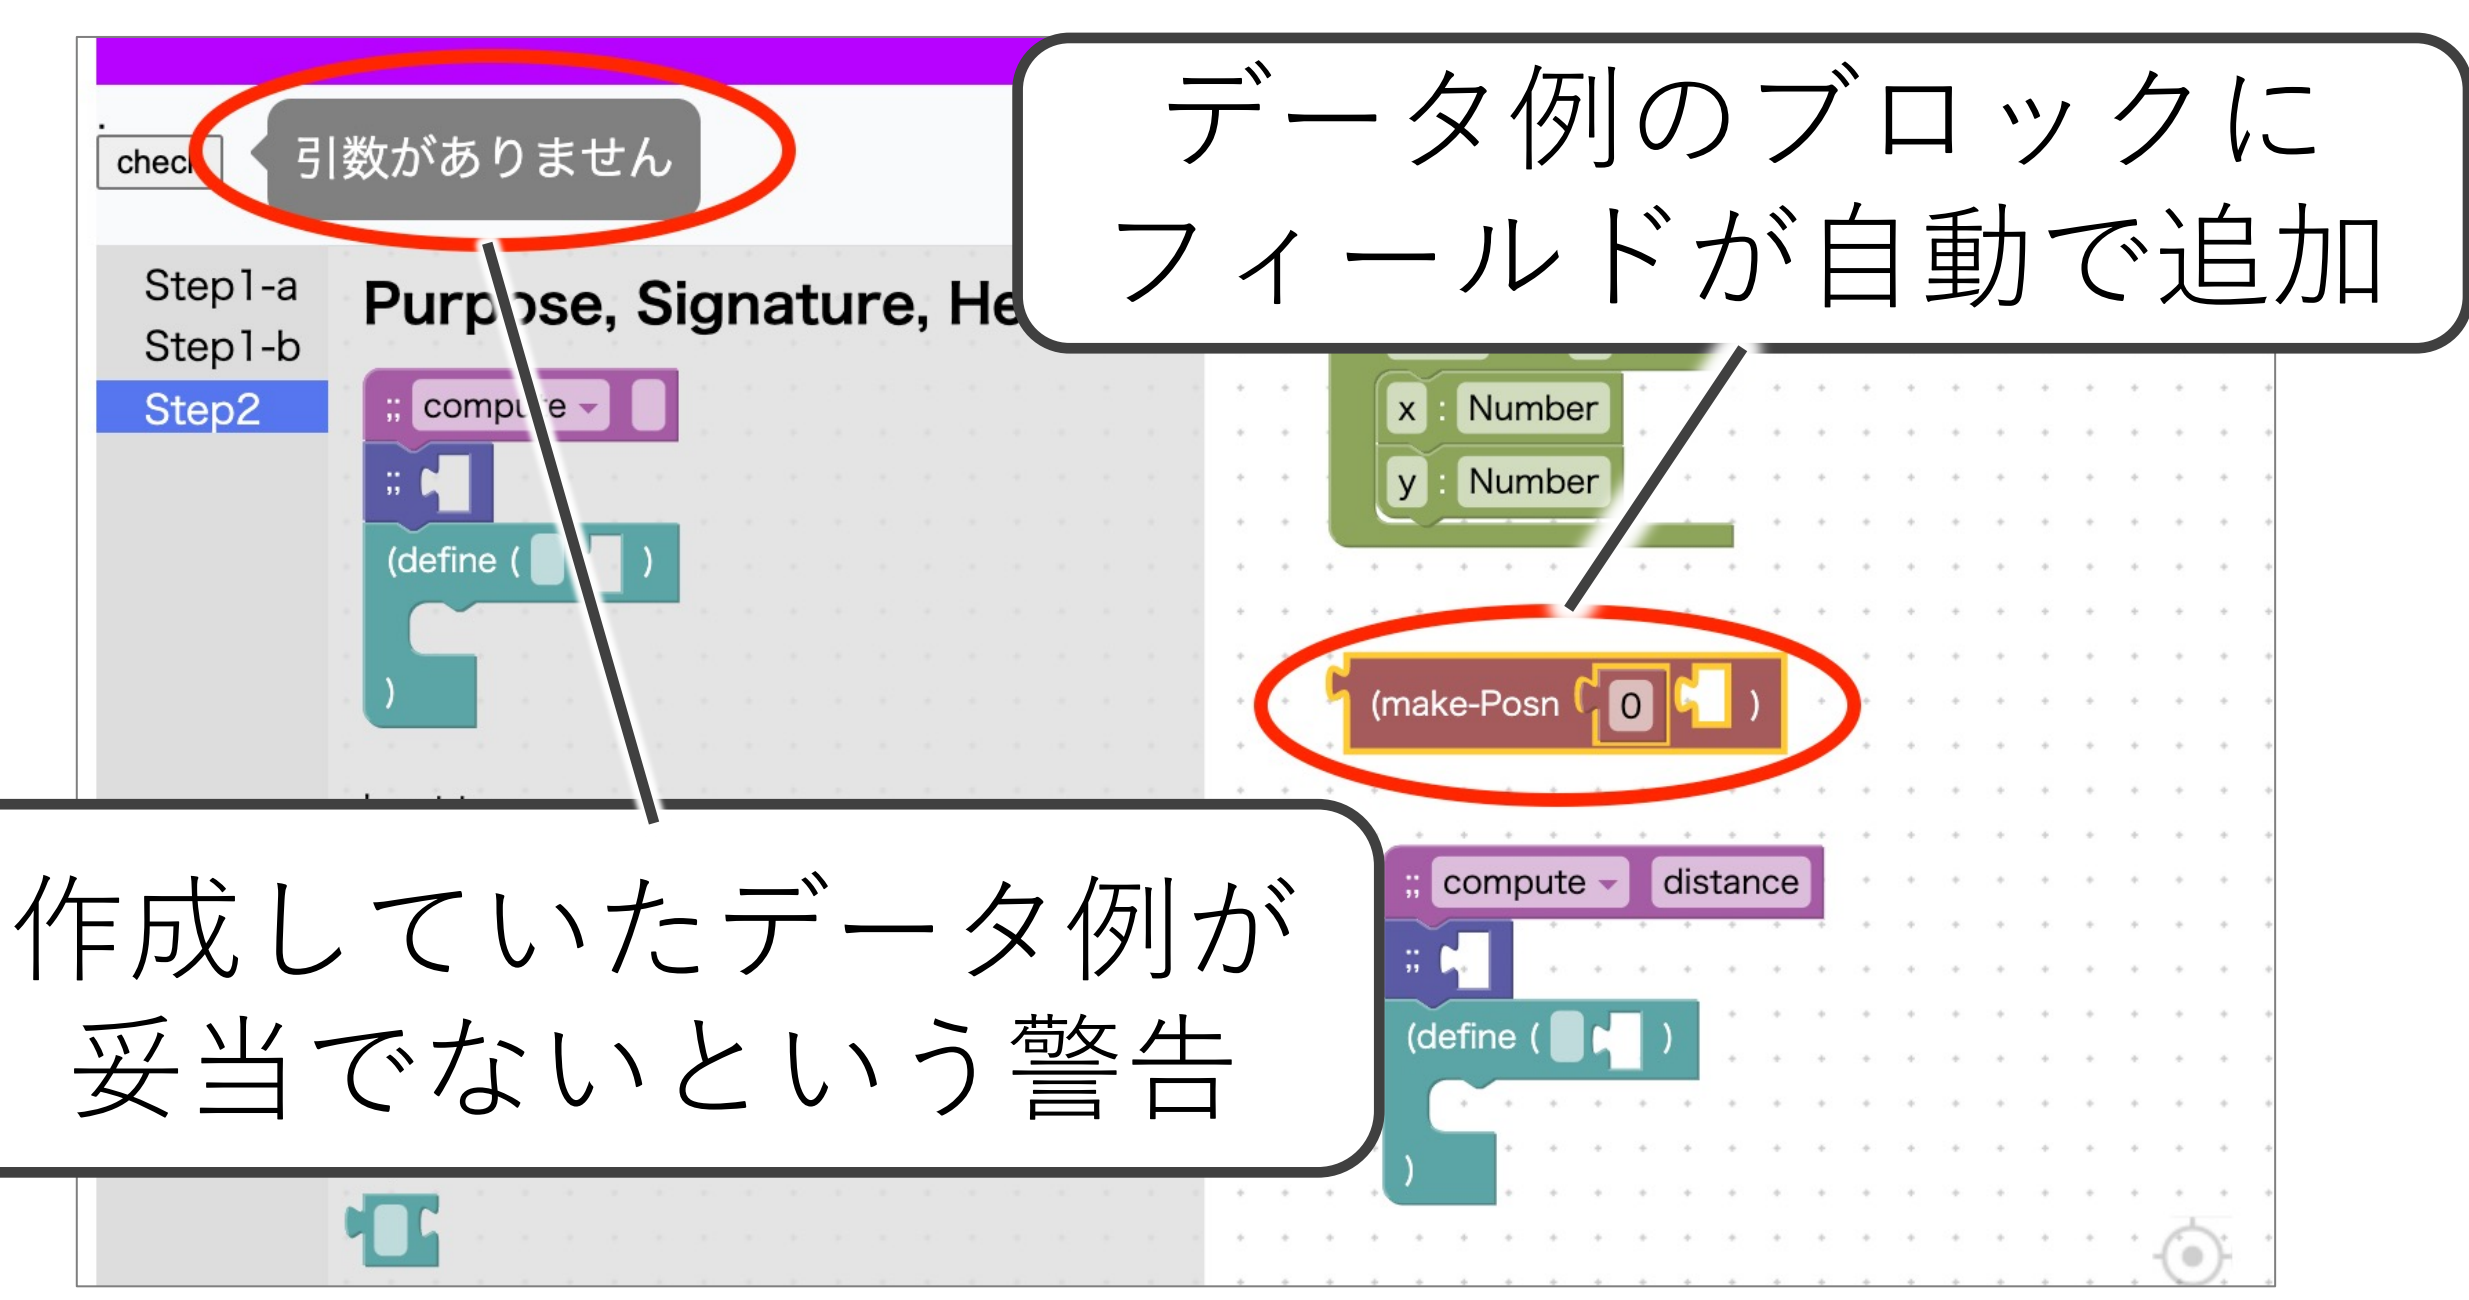 データ例のブロックに
フィールドが自動で追加
引数がありません
check
Step1-a
Step1-b
Step2
Purpose, Signature, He
;; compute
;;
(define ( )
)
x : Number
y : Number
(make-Posn 0 )
作成していたデータ例が
妥当でないという警告
;; compute distance
;;
(define ( )
)